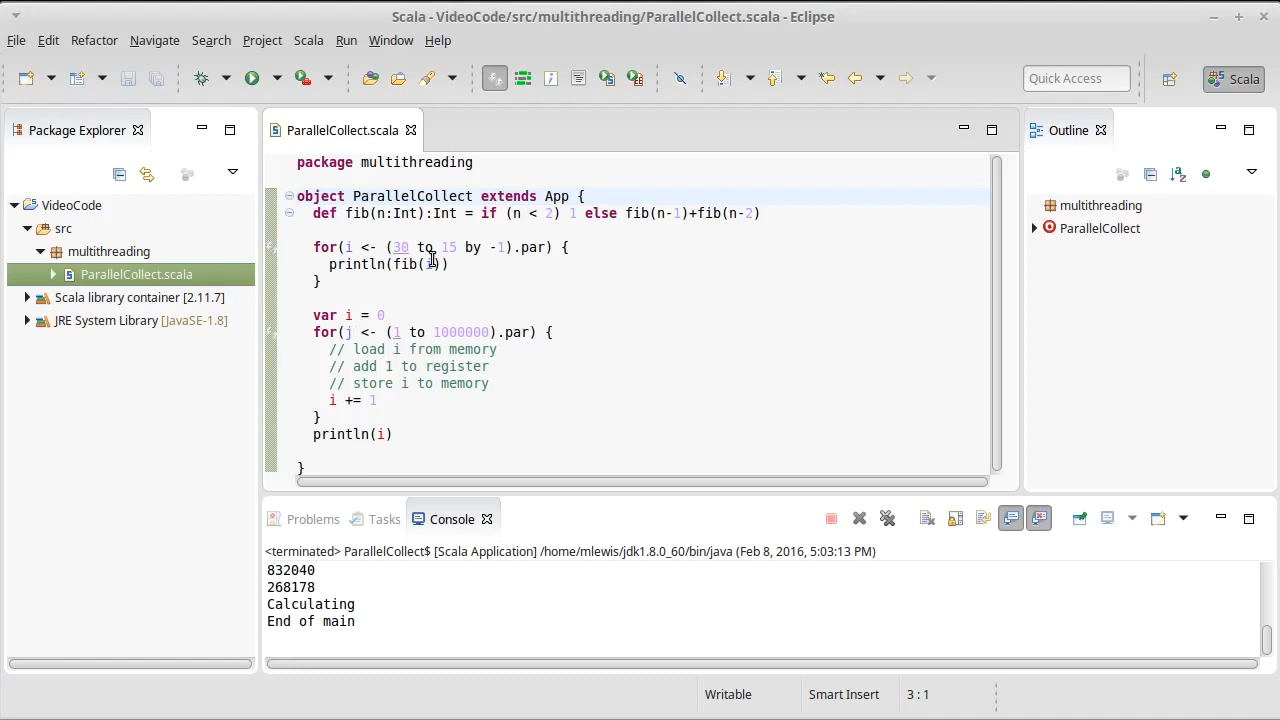 Scala - VideoCode/src/multithreading/ParallelCollect.scala - Eclipse
File Edit Refactor Navigate Search Project Scala Run Window Help
Quick Access
Scala
Package Explorer
ParallelCollect.scala
Outline
VideoCode
src
multithreading
ParallelCollect.scala
Scala library container [2.11.7]
JRE System Library [JavaSE-1.8]
package multithreading
object ParallelCollect extends App {
def fib(n:Int):Int = if (n < 2) 1 else fib(n-1)+fib(n-2)
for(i <- (30 to 15 by -1).par) {
println(fib(i))
}
var i = 0
for(j <- (1 to 1000000).par) {
// load i from memory
// add 1 to register
// store i to memory
i += 1
}
println(i)
}
multithreading
ParallelCollect
Problems Tasks Console
<terminated> ParallelCollect$ [Scala Application] /home/mlewis/jdk1.8.0_60/bin/java (Feb 8, 2016, 5:03:13 PM)
832040
268178
Calculating
End of main
Writable Smart Insert 3 : 1